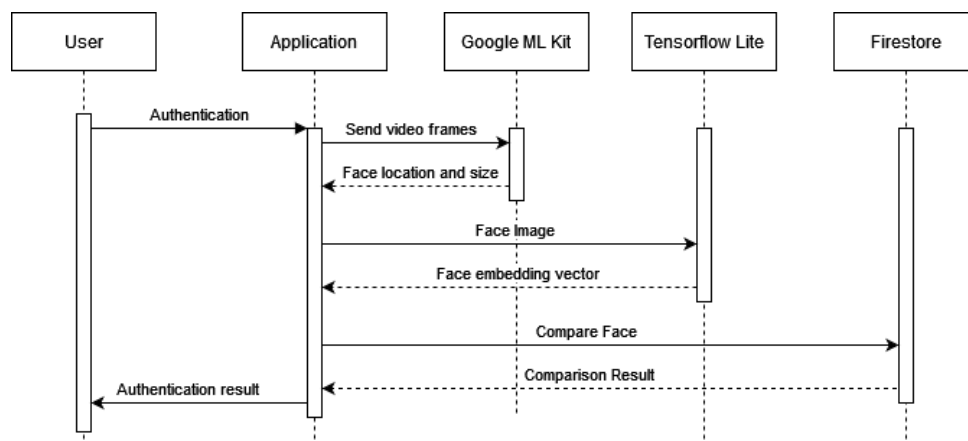 User
Application
Google ML Kit
Tensorflow Lite
Firestore
Authentication
Send video frames
Face location and size
Face Image
Face embedding vector
Compare Face
Comparison Result
Authentication result